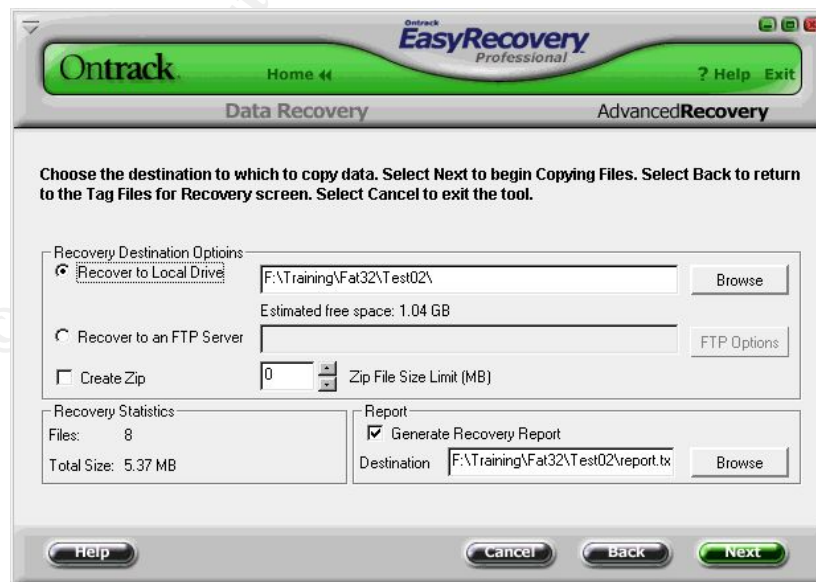 Ontrack
EasyRecovery
Professional
Ontrack
Home
? Help Exit
Data Recovery
AdvancedRecovery
Choose the destination to which to copy data. Select Next to begin Copying Files. Select Back to return
to the Tag Files for Recovery screen. Select Cancel to exit the tool.
Recovery Destination Optioins
Recover to Local Drive
F:\Training\Fat32\Test02\
Browse
Estimated free space: 1.04 GB
Recover to an FTP Server
FTP Options
Create Zip
0
Zip File Size Limit (MB)
Recovery Statistics
Files: 8
Total Size: 5.37 MB
Report
Generate Recovery Report
Destination
F:\Training\Fat32\Test02\report.tx
Browse
Help
Cancel
Back
Next